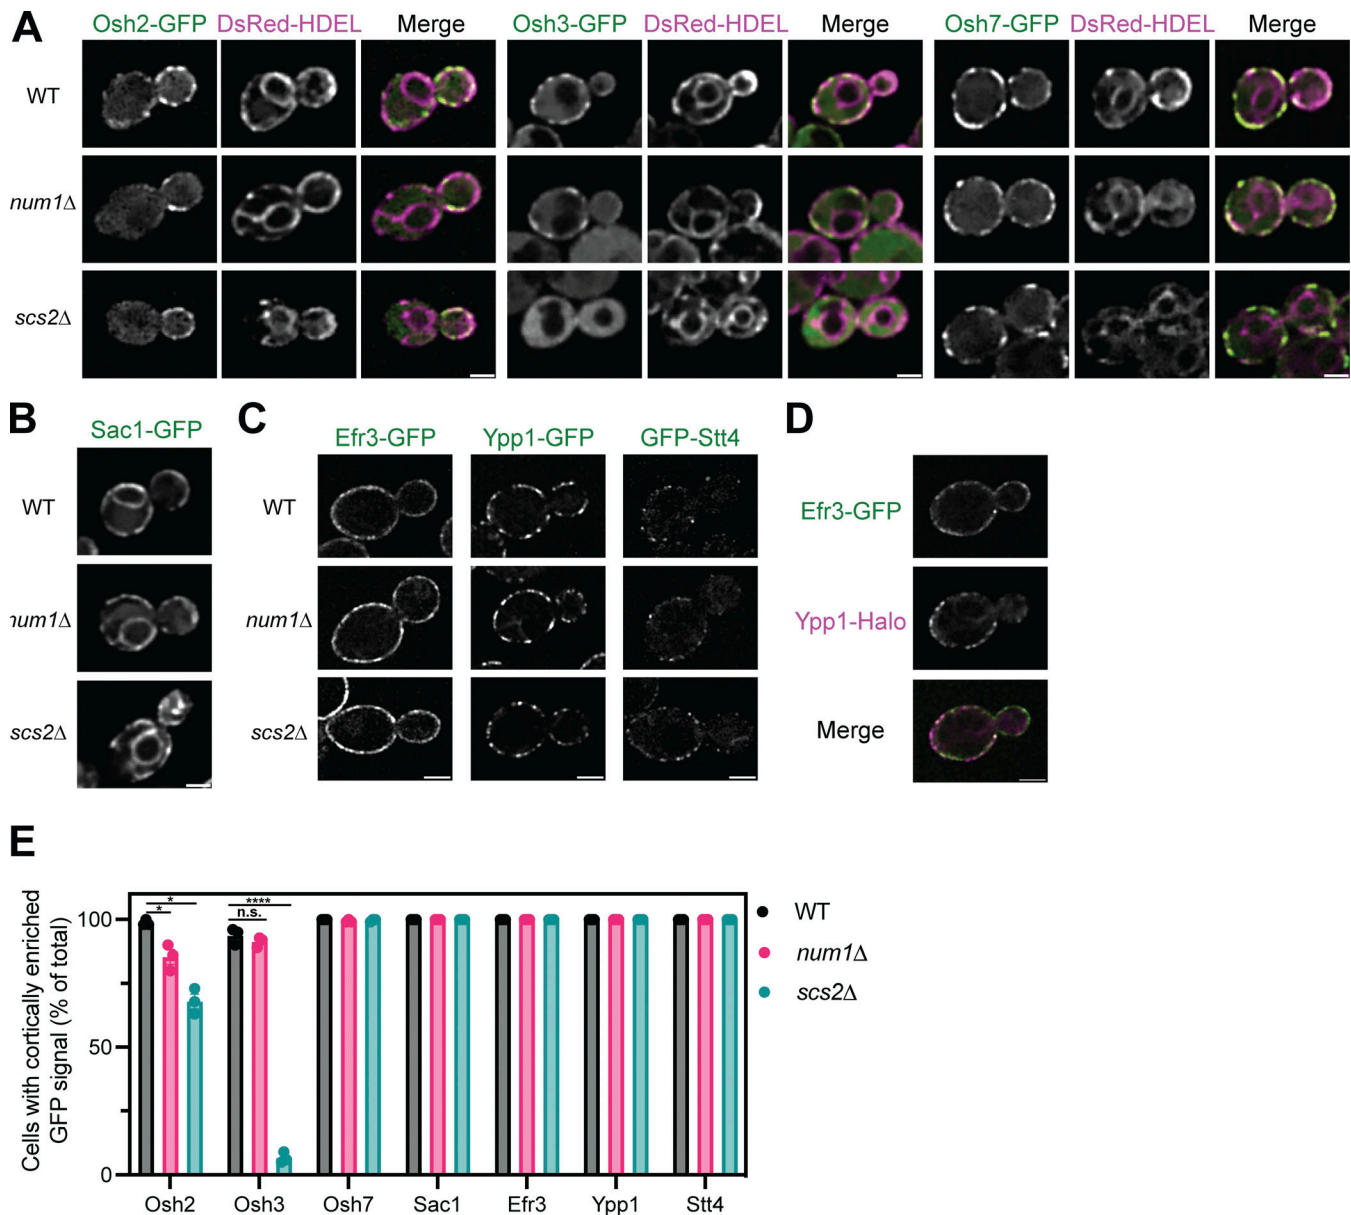 A
Osh2-GFP DsRed-HDEL Merge Osh3-GFP DsRed-HDEL Merge Osh7-GFP DsRed-HDEL Merge
WT
num1Δ
scs2Δ
B
Sac1-GFP
WT
num1Δ
scs2Δ
C
Efr3-GFP Ypp1-GFP GFP-Stt4
WT
num1Δ
scs2Δ
D
Efr3-GFP
Ypp1-Halo
Merge
E
Cells with cortically enriched
GFP signal (% of total)
100
50
0
*
*
****
n.s.
Osh2 Osh3 Osh7 Sac1 Efr3 Ypp1 Stt4
WT
num1Δ
scs2Δ